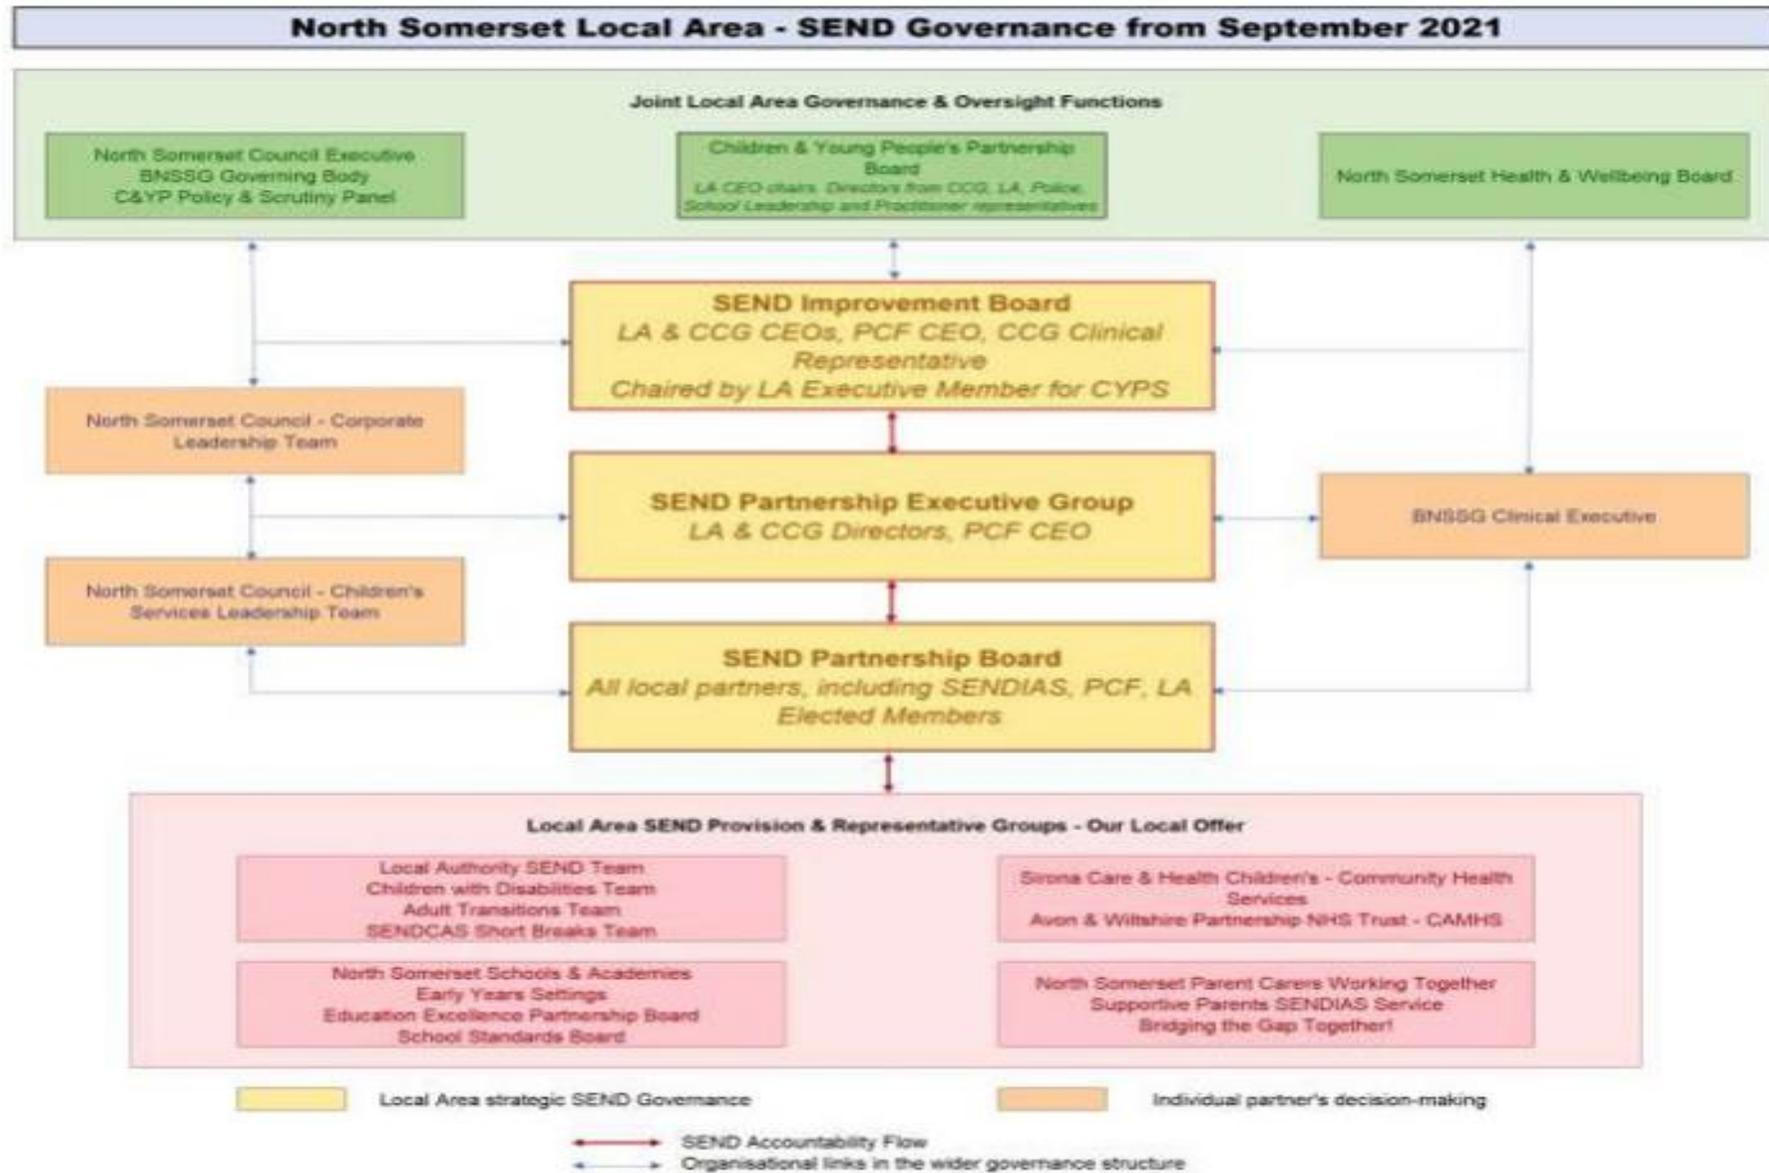 North Somerset Local Area - SEND Governance from September 2021
Joint Local Area Governance & Oversight Functions
North Somerset Council Executive
BNSSG Governing Body
C&YP Policy & Scrutiny Panel
Children & Young People's Partnership
Board
LA CEO chairs. Directors from CCG, LA, Police,
School Leadership and Practitioner representatives
North Somerset Health & Wellbeing Board
SEND Improvement Board
LA & CCG CEOs, PCF CEO, CCG Clinical
Representative
Chaired by LA Executive Member for CYPS
North Somerset Council - Corporate
Leadership Team
SEND Partnership Executive Group
LA & CCG Directors, PCF CEO
BNSSG Clinical Executive
North Somerset Council - Children's
Services Leadership Team
SEND Partnership Board
All local partners, including SENDIAS, PCF, LA
Elected Members
Local Area SEND Provision & Representative Groups - Our Local Offer
Local Authority SEND Team
Children with Disabilities Team
Adult Transitions Team
SENDCAS Short Breaks Team
Sirona Care & Health Children's - Community Health
Services
Avon & Wiltshire Partnership NHS Trust - CAMHS
North Somerset Schools & Academies
Early Years Settings
Education Excellence Partnership Board
School Standards Board
North Somerset Parent Carers Working Together
Supportive Parents SENDIAS Service
Bridging the Gap Together!
Local Area strategic SEND Governance
Individual partner's decision-making
SEND Accountability Flow
Organisational links in the wider governance structure